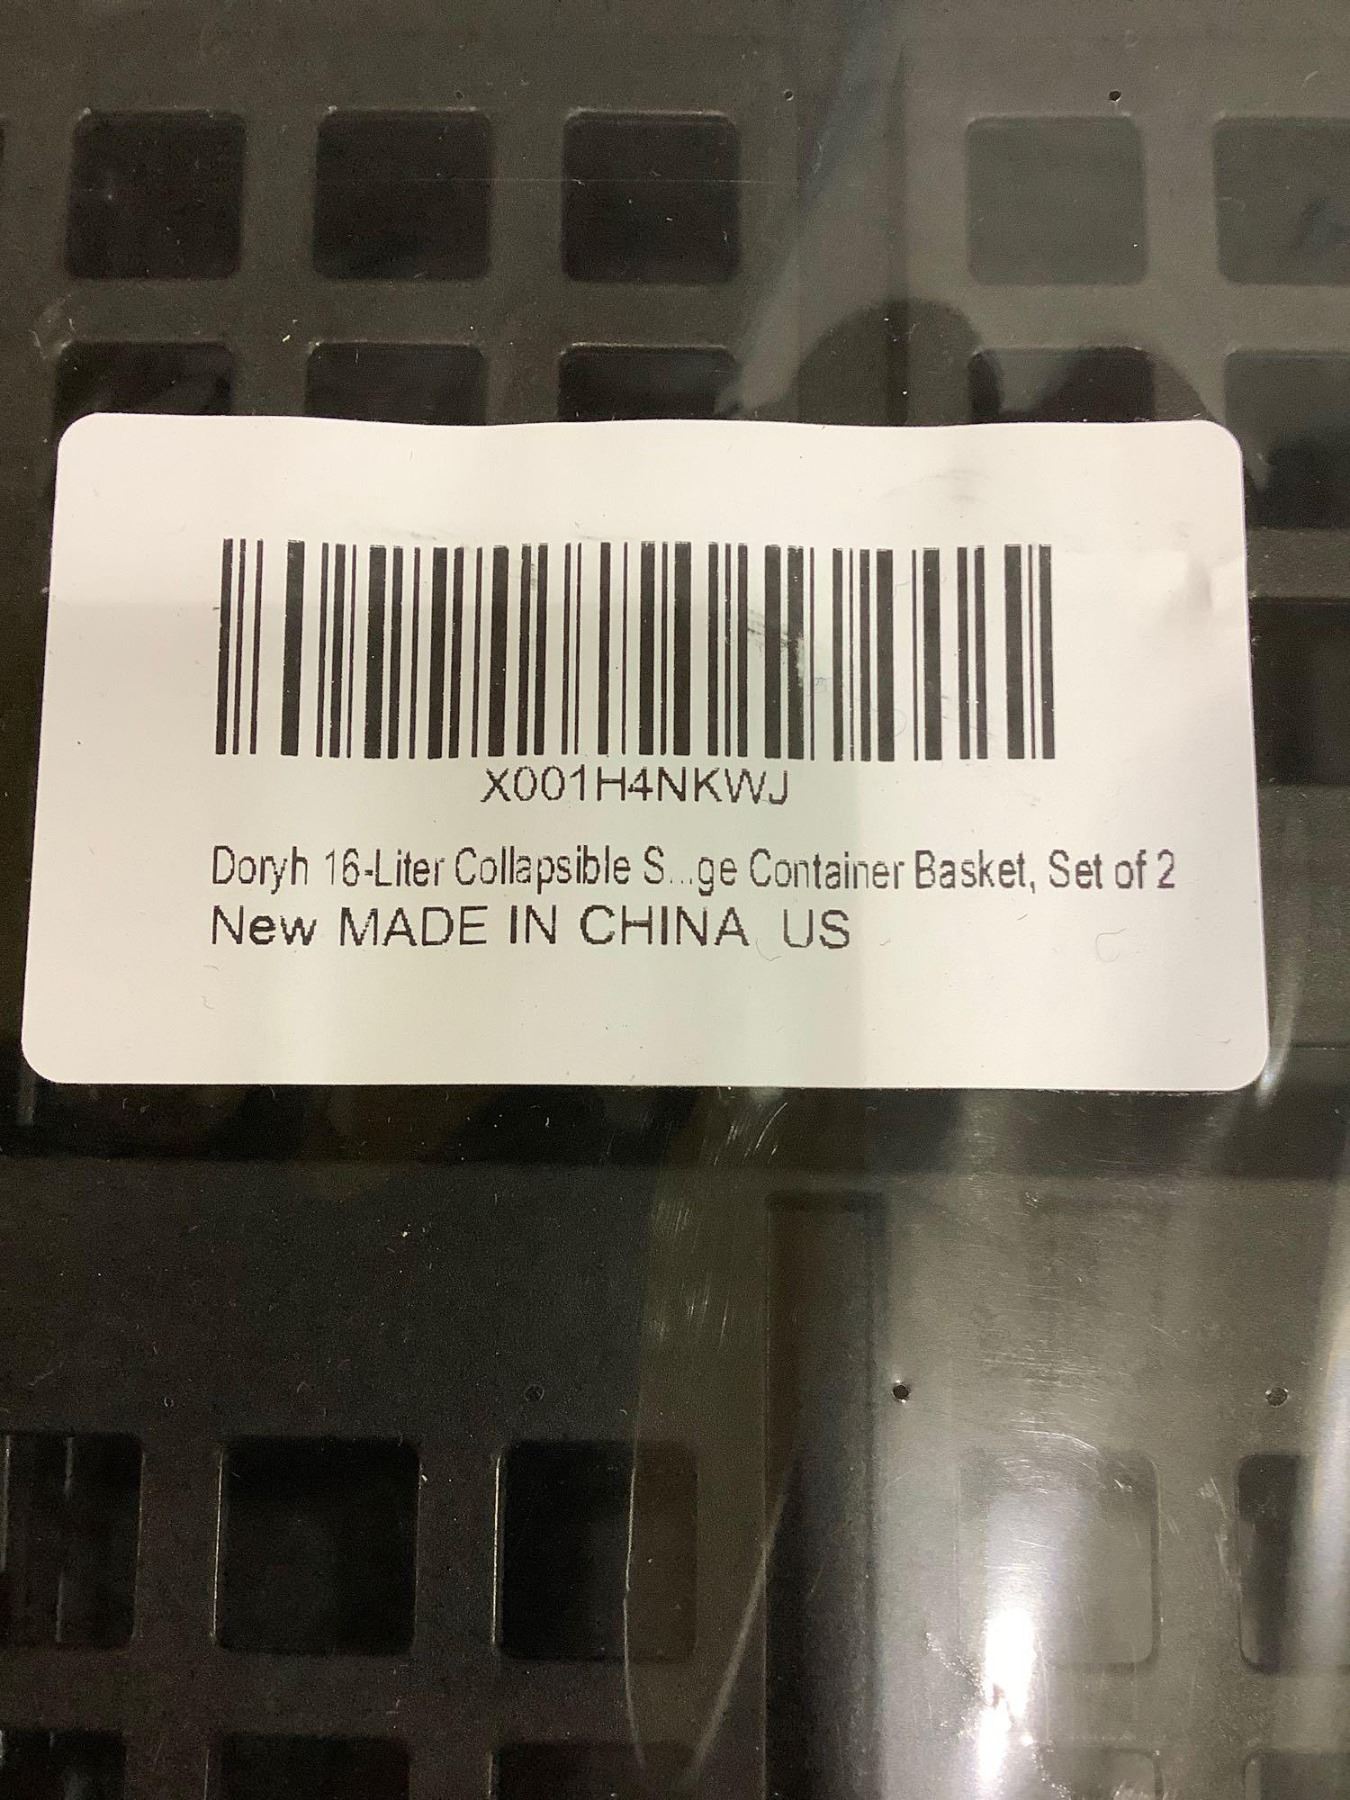 X001H4NKWJ
Doryh 16-Liter Collapsible S...ge Container Basket, Set of 2
New MADE IN CHINA US